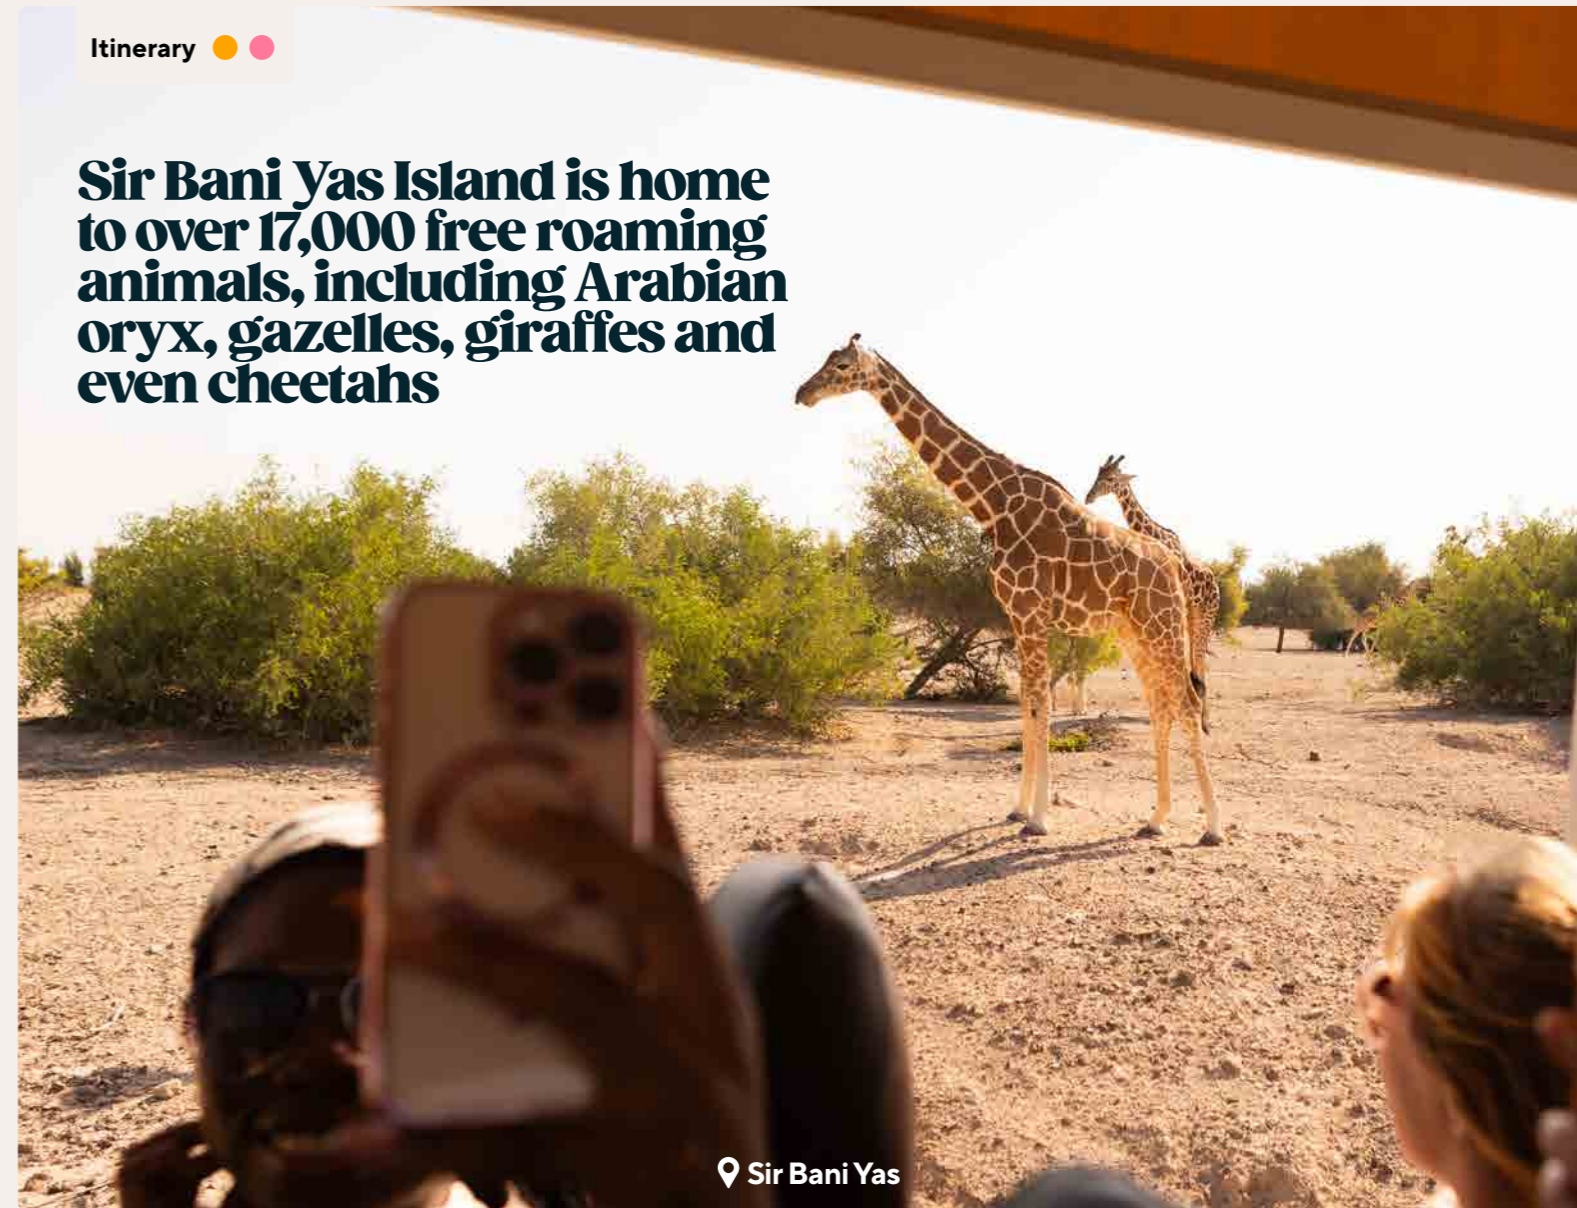 Itinerary
Sir Bani Yas Island is home
to over 17,000 free roaming
animals, including Arabian
oryx, gazelles, giraffes and
even cheetahs
Sir Bani Yas